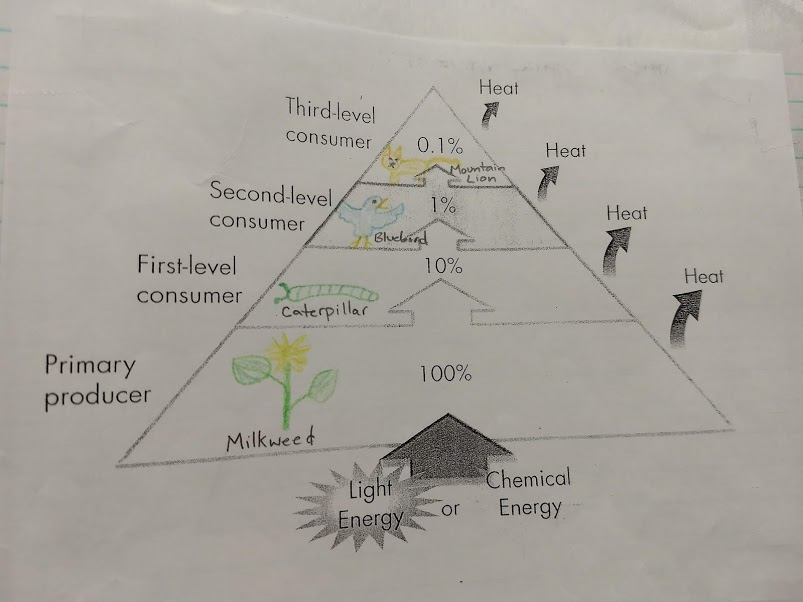 Heat
Third-level
consumer
0.1%
Mountain
Lion
Heat
Second-level
consumer
1%
Bluebird
Heat
First-level
consumer
10%
Caterpillar
Heat
Primary
producer
100%
Milkweed
Light
Energy
or
Chemical
Energy